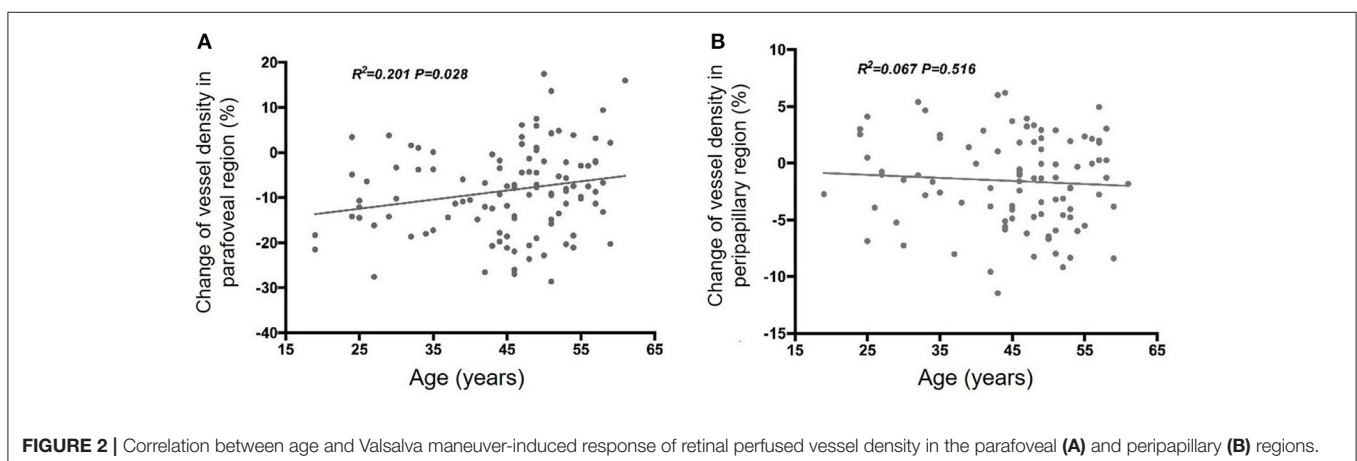 A
R²=0.201 P=0.028
Change of vessel density in
parafoveal region (%)
20
10
0
-10
-20
-30
-40
15 25 35 45 55 65
Age (years)
B
R²=0.067 P=0.516
Change of vessel density in
peripapillary region (%)
10
5
0
-5
-10
-15
15 25 35 45 55 65
Age (years)
FIGURE 2 | Correlation between age and Valsalva maneuver-induced response of retinal perfused vessel density in the parafoveal (A) and peripapillary (B) regions.